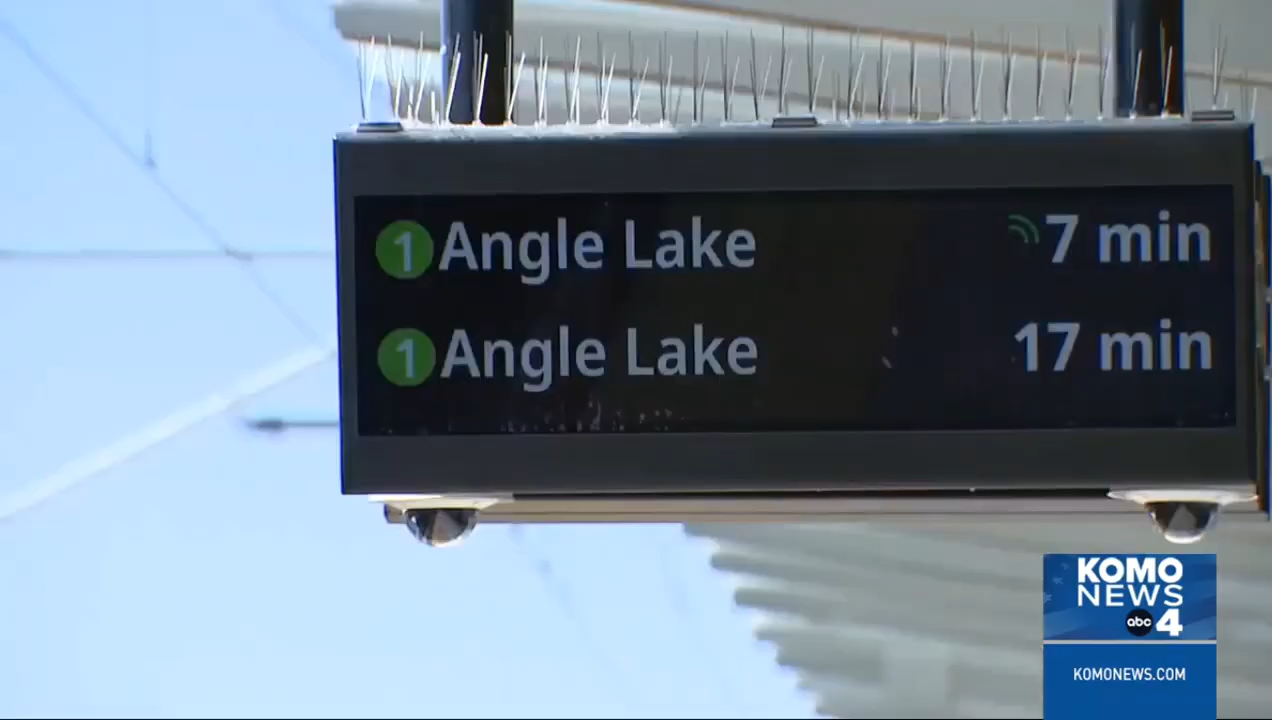 1 Angle Lake 7 min
1 Angle Lake 17 min
KOMO
NEWS
abc 4
KOMONEWS.COM